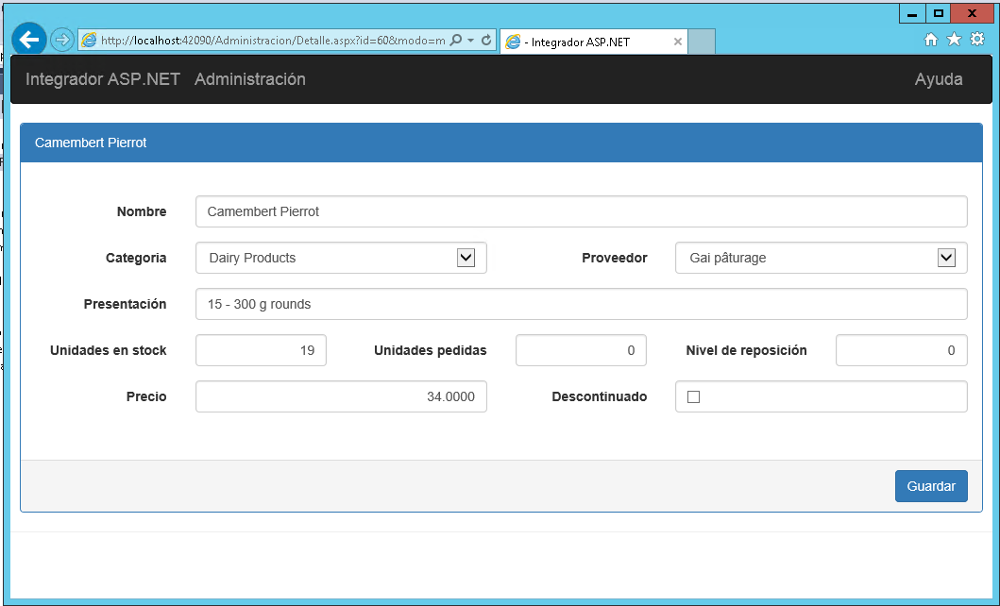 http://localhost:42090/Administracion/Detalle.aspx?id=60&modo=m
- Integrador ASP.NET
Integrador ASP.NET Administración Ayuda
Camembert Pierrot
Nombre Camembert Pierrot
Categoria Dairy Products Proveedor Gai pâturage
Presentación 15 - 300 g rounds
Unidades en stock 19 Unidades pedidas 0 Nivel de reposición 0
Precio 34.0000 Descontinuado
Guardar